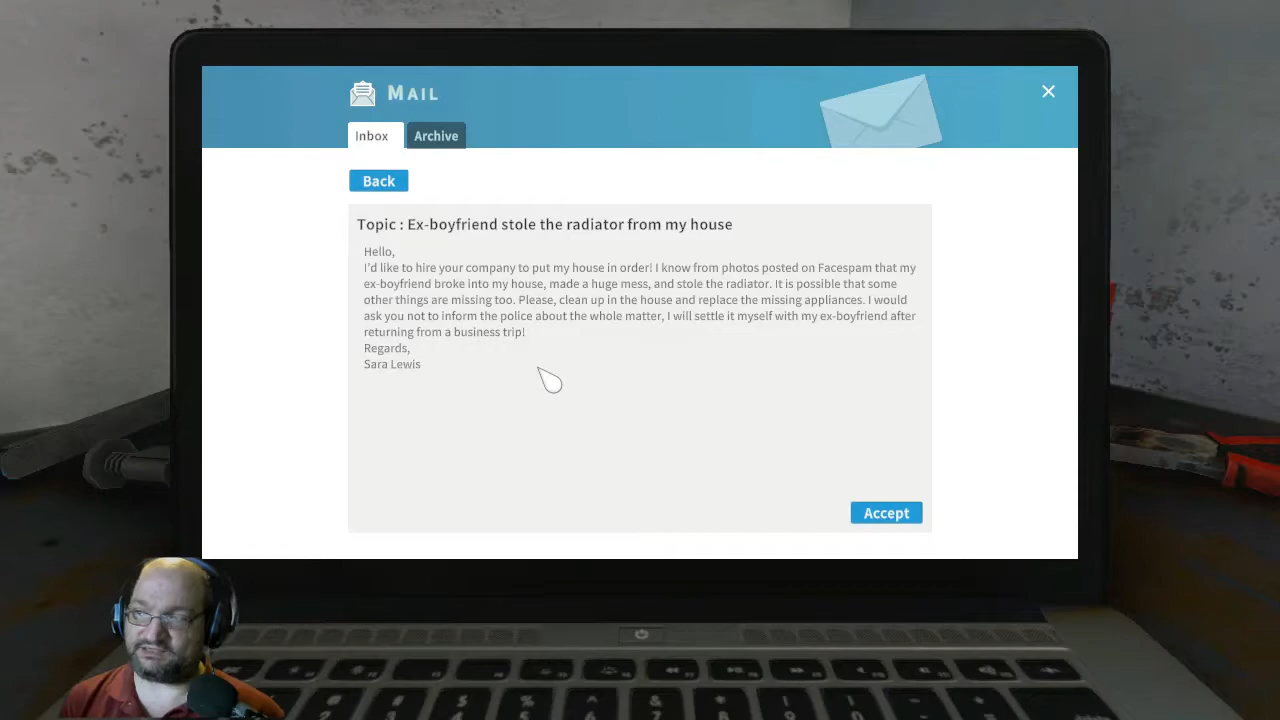 MAIL
Inbox
Archive
Back
Topic : Ex-boyfriend stole the radiator from my house
Hello,
I'd like to hire your company to put my house in order! I know from photos posted on Facespam that my
ex-boyfriend broke into my house, made a huge mess, and stole the radiator. It is possible that some
other things are missing too. Please, clean up in the house and replace the missing appliances. I would
ask you not to inform the police about the whole matter, I will settle it myself with my ex-boyfriend after
returning from a business trip!
Regards,
Sara Lewis
Accept